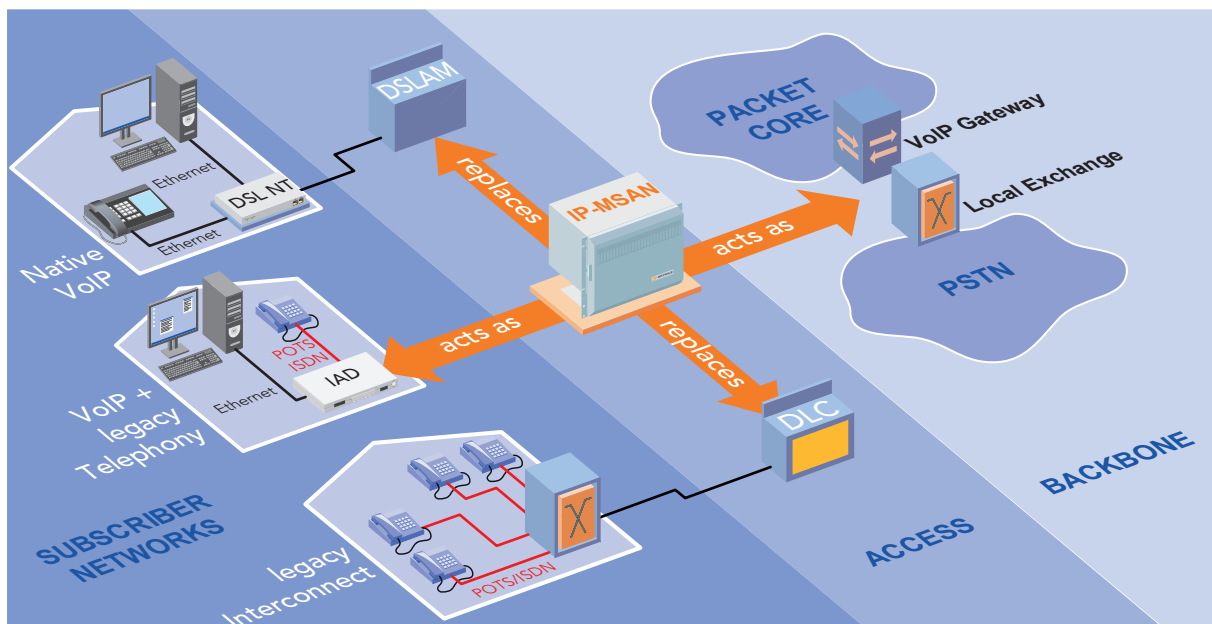 DSLAM
PACKET
CORE
VoIP Gateway
Local Exchange
PSTN
Ethernet
DSL NT
Ethernet
Native
VoIP
replaces
IP-MSAN
acts as
acts as
replaces
POTS
ISDN
IAD
Ethernet
VoIP +
legacy
Telephony
DLC
BACKBONE
ACCESS
SUBSCRIBER
NETWORKS
POTS/ISDN
legacy
Interconnect